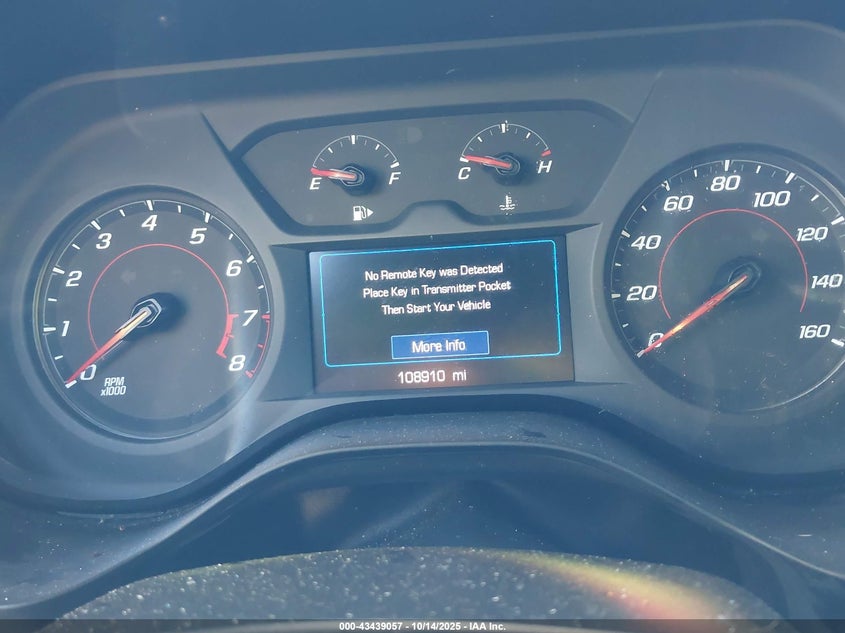 E F
C H
0 1 2 3 4 5 6 7 8
RPM
x1000
0 20 40 60 80 100 120 140 160
No Remote Key was Detected
Place Key in Transmitter Pocket
Then Start Your Vehicle
More Info
108910 mi
000-43439057 - 10/14/2025 - IAA Inc.